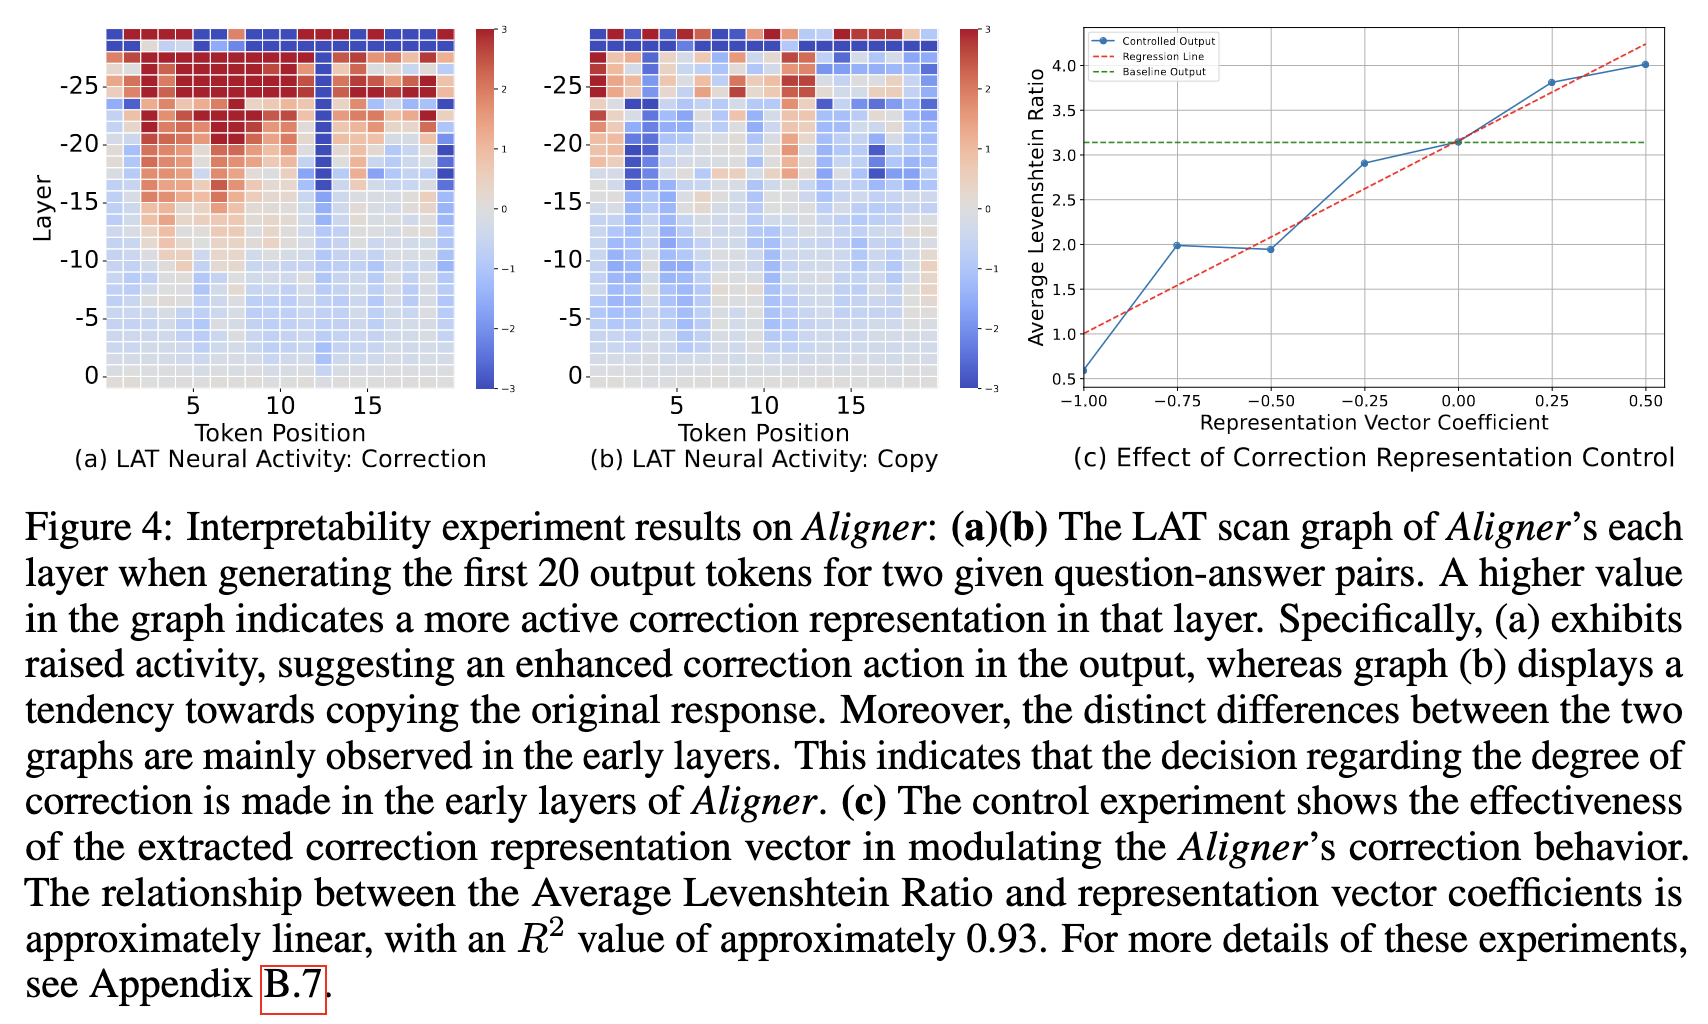 3
2
1
0
−1
−2
−3
-25
-20
-15
-10
-5
0
Layer
5 10 15
Token Position
(a) LAT Neural Activity: Correction
3
2
1
0
−1
−2
−3
-25
-20
-15
-10
-5
0
5 10 15
Token Position
(b) LAT Neural Activity: Copy
Controlled Output
Regression Line
Baseline Output
4.0
3.5
3.0
2.5
2.0
1.5
1.0
0.5
Average Levenshtein Ratio
−1.00 −0.75 −0.50 −0.25 0.00 0.25 0.50
Representation Vector Coefficient
(c) Effect of Correction Representation Control
Figure 4: Interpretability experiment results on Aligner: (a)(b) The LAT scan graph of Aligner’s each
layer when generating the first 20 output tokens for two given question-answer pairs. A higher value
in the graph indicates a more active correction representation in that layer. Specifically, (a) exhibits
raised activity, suggesting an enhanced correction action in the output, whereas graph (b) displays a
tendency towards copying the original response. Moreover, the distinct differences between the two
graphs are mainly observed in the early layers. This indicates that the decision regarding the degree of
correction is made in the early layers of Aligner. (c) The control experiment shows the effectiveness
of the extracted correction representation vector in modulating the Aligner’s correction behavior.
The relationship between the Average Levenshtein Ratio and representation vector coefficients is
approximately linear, with an R² value of approximately 0.93. For more details of these experiments,
see Appendix B.7.